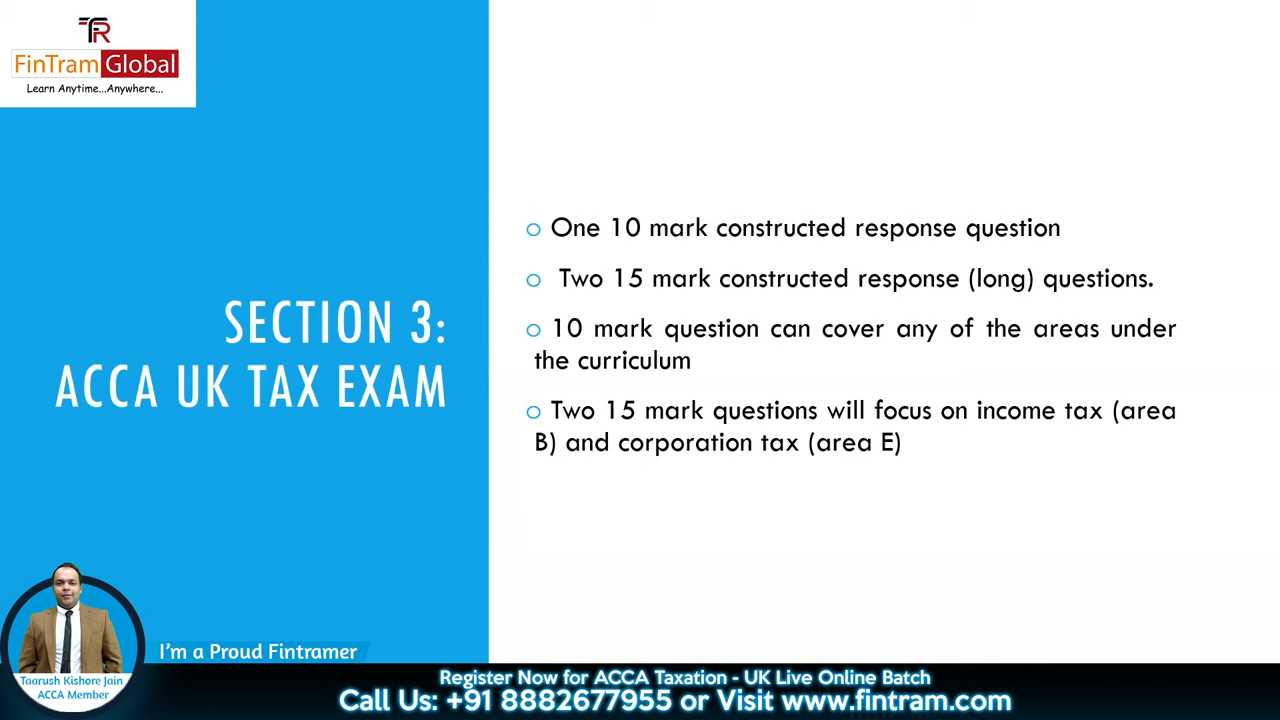 TFR
FinTram Global
Learn Anytime...Anywhere...
SECTION 3:
ACCA UK TAX EXAM
o One 10 mark constructed response question
o Two 15 mark constructed response (long) questions.
o 10 mark question can cover any of the areas under
the curriculum
o Two 15 mark questions will focus on income tax (area
B) and corporation tax (area E)
I'm a Proud Fintramer
Taarush Kishore Jain
ACCA Member
Register Now for ACCA Taxation - UK Live Online Batch
Call Us: +91 8882677955 or Visit www.fintram.com